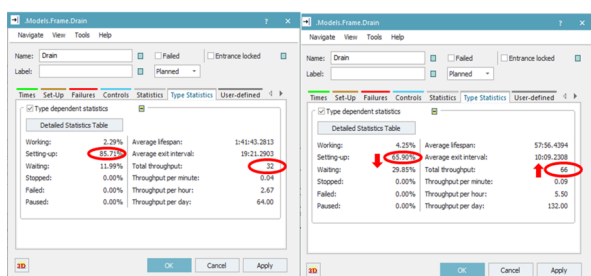 .Models.Frame.Drain ? ×
Navigate View Tools Help
Name: Drain Failed Entrance locked
Label: Planned
Times Set-Up Failures Controls Statistics Type Statistics User-defined
Type dependent statistics
Detailed Statistics Table
Working: 2.29% Average lifespan: 1:41:43.2813
Setting-up: 85.71% Average exit interval: 19:21.2903
Waiting: 11.99% Total throughput: 32
Stopped: 0.00% Throughput per minute: 0.04
Failed: 0.00% Throughput per hour: 2.67
Paused: 0.00% Throughput per day: 64.00
3D OK Cancel Apply
.Models.Frame.Drain ? ×
Navigate View Tools Help
Name: Drain Failed Entrance locked
Label: Planned
Times Set-Up Failures Controls Statistics Type Statistics User-defined
Type dependent statistics
Detailed Statistics Table
Working: 4.25% Average lifespan: 57:56.4394
Setting-up: 65.90% Average exit interval: 10:09.2308
Waiting: 29.85% Total throughput: 66
Stopped: 0.00% Throughput per minute: 0.09
Failed: 0.00% Throughput per hour: 5.50
Paused: 0.00% Throughput per day: 132.00
3D OK Cancel Apply